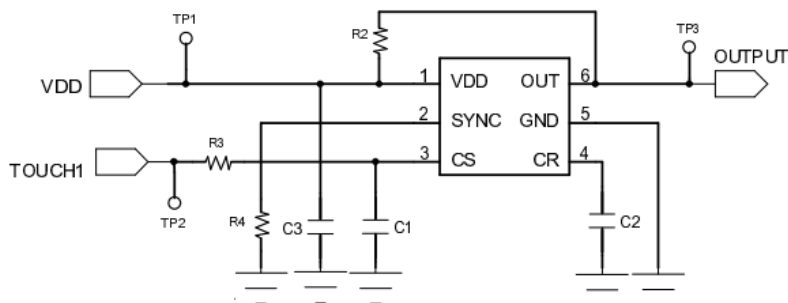 TP1
R2
TP3
OUTPUT
VDD
1 VDD OUT 6
2 SYNC GND 5
3 CS CR 4
TOUCH1
R3
TP2
R4
C3
C1
C2